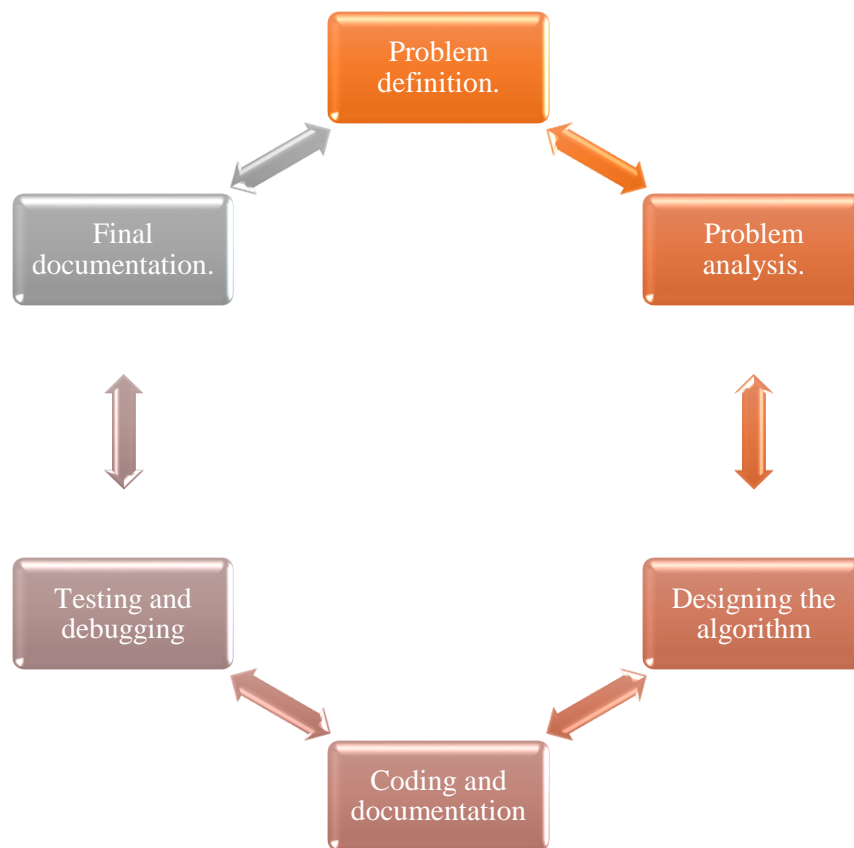 Problem
definition.
Problem
analysis.
Designing the
algorithm
Coding and
documentation
Testing and
debugging
Final
documentation.